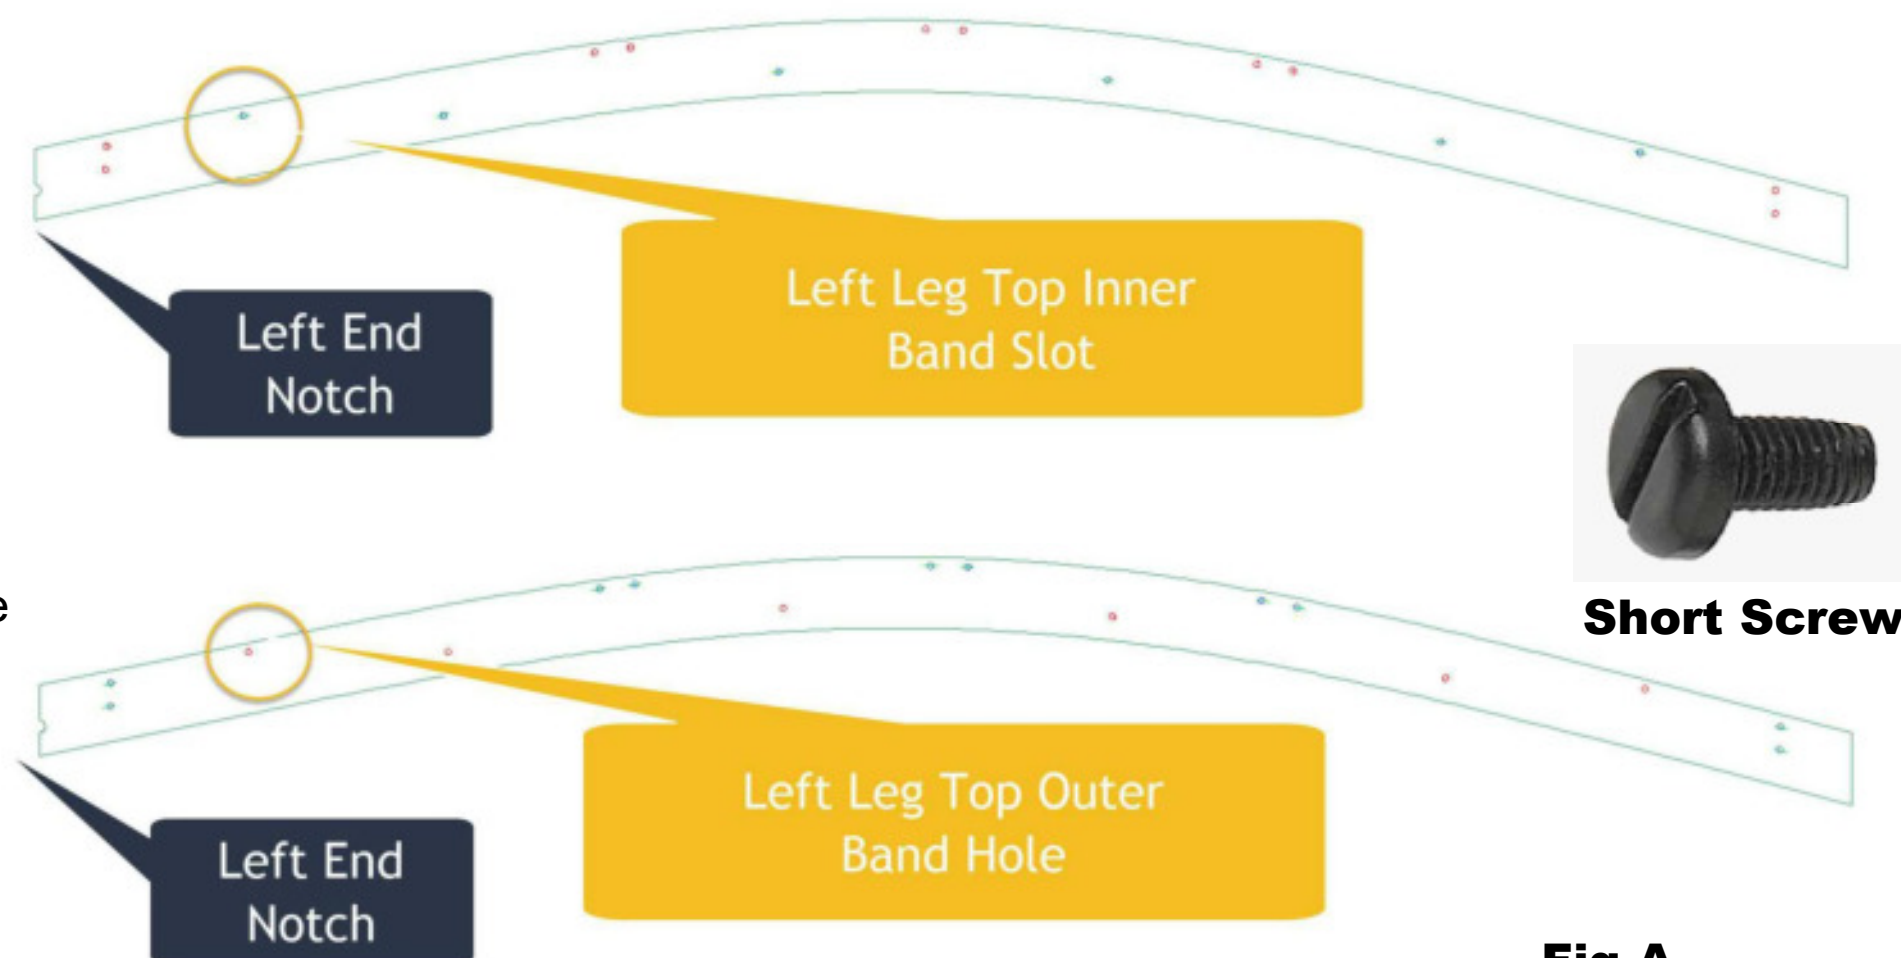 Left Leg Top Inner
Band Slot
Left End
Notch
Short Screw
e
Left Leg Top Outer
Band Hole
Left End
Notch
Fig A